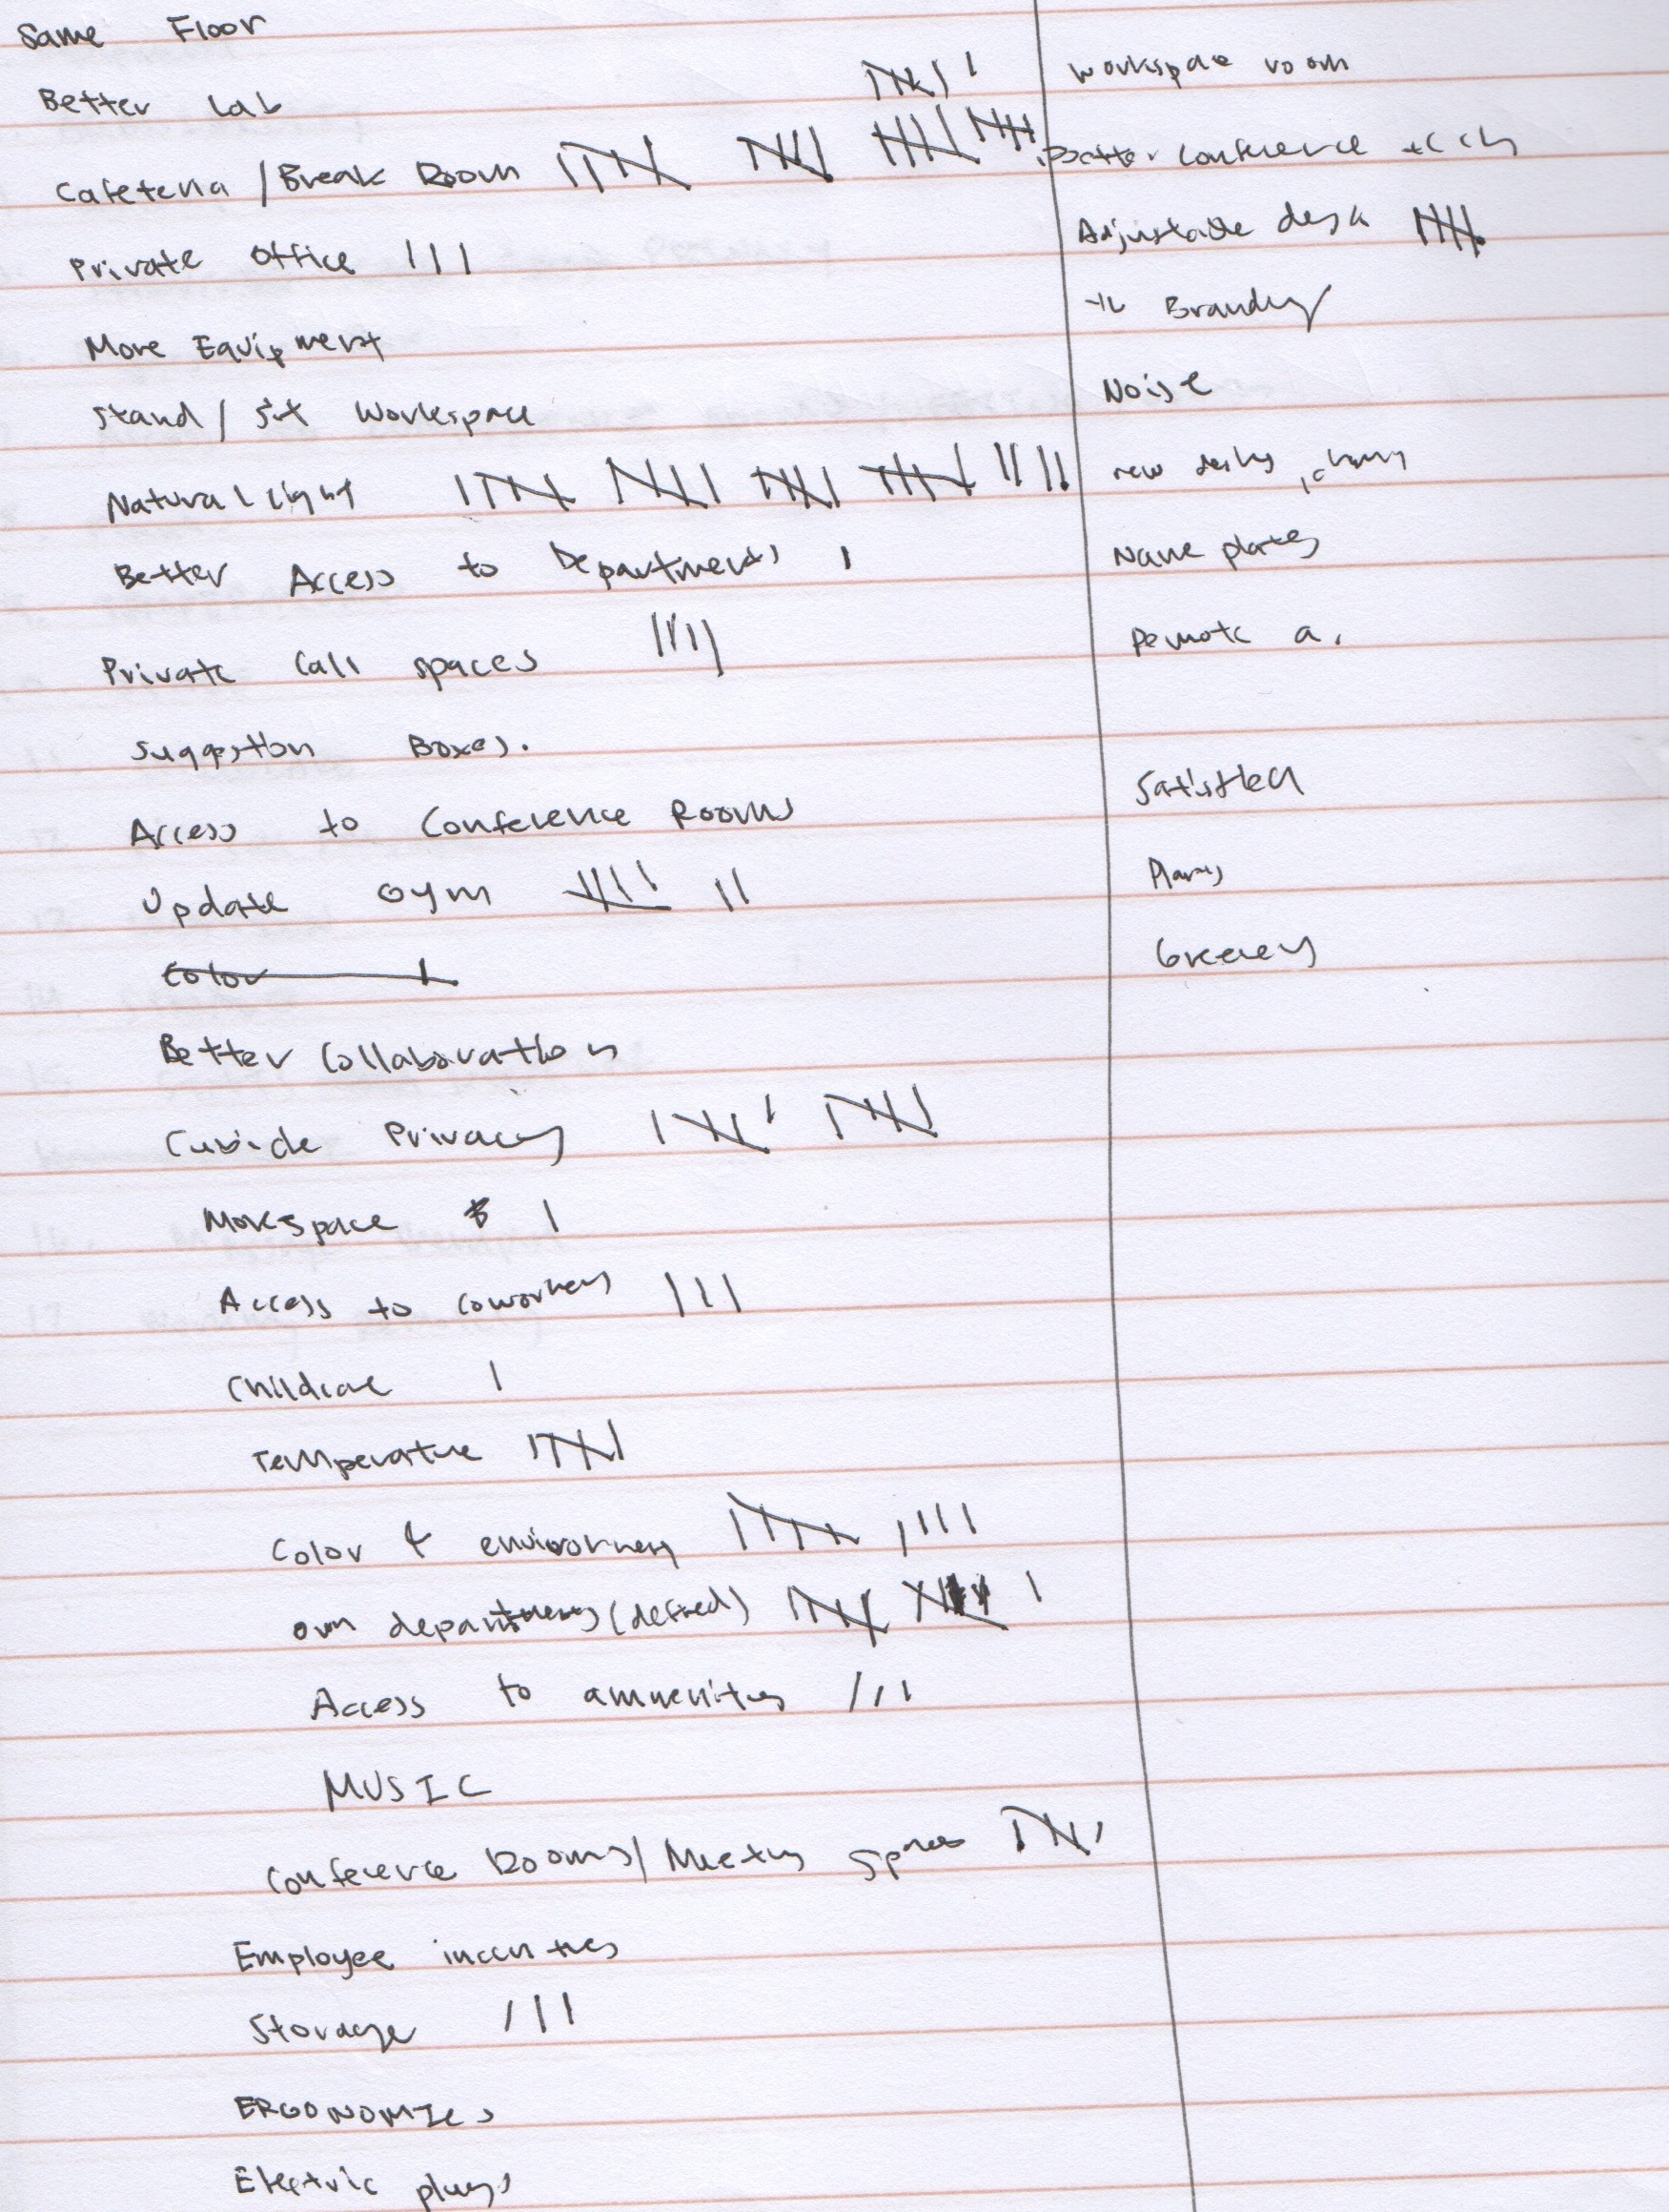 Same Floor
Better Lab
Cafeteria / Break Room
Private Office
More Equipment
Stand / Sit Workspace
Natural Light
Better Access to Departments
Private Call spaces
Suggestion Boxes.
Access to Conference Rooms
Update Gym
Color
Better Collaboration
Cubicle Privacy
More space
Access to coworkers
Childcare
Temperature
Color & environment
own departments (defined)
Access to ammenities
MUSIC
Conference Rooms / Meeting spaces
Employee incentives
Storage
ERGONOMICS
Electric plugs
Workspace room
Better conference tech
Adjustable desk
Branding
Noise
new desks, chairs
Name plates
Remote a.
Satisfied
Plants
Greenery